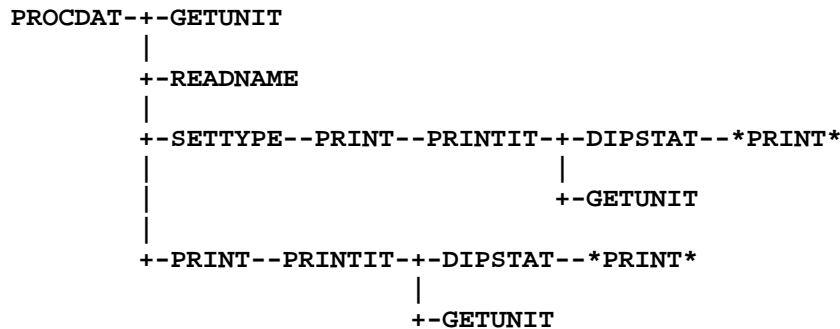 PROCDAT-+-GETUNIT
        |
        +-READNAME
        |
        +-SETTYPE--PRINT--PRINTIT-+-DIPSTAT--*PRINT*
        |                         |
        |                         +-GETUNIT
        |
        +-PRINT--PRINTIT-+-DIPSTAT--*PRINT*
                         |
                         +-GETUNIT